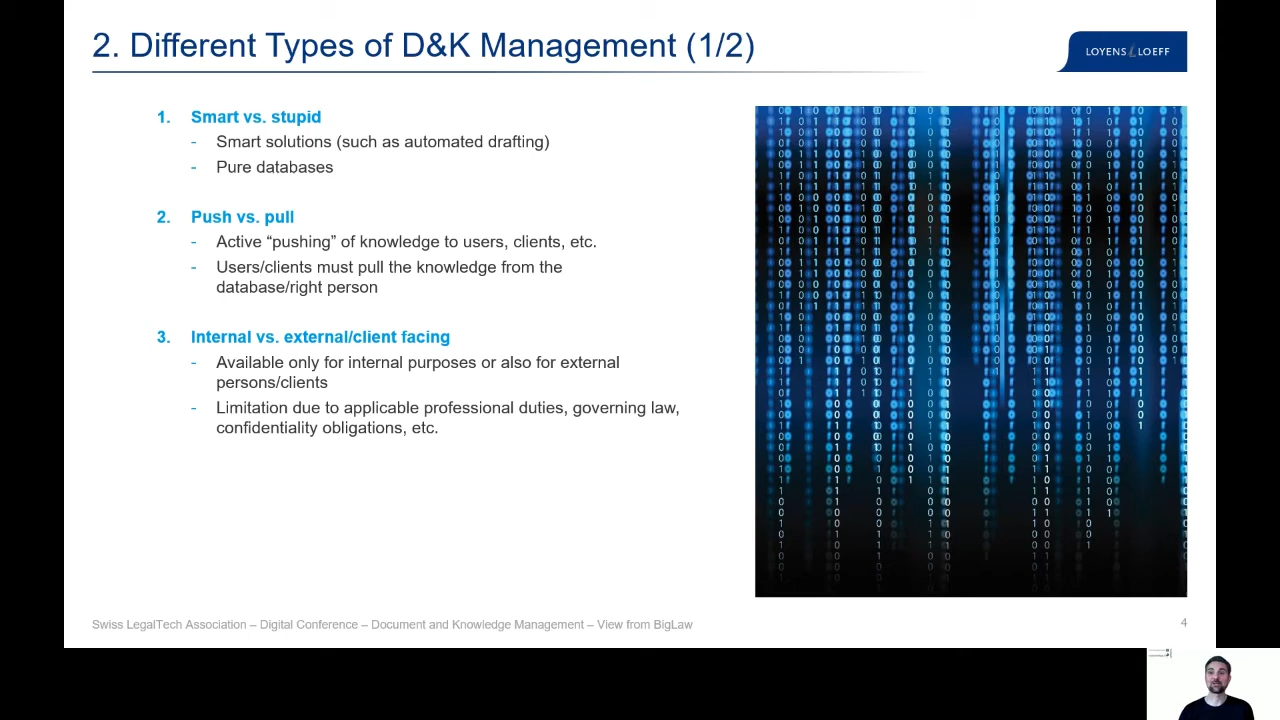 2. Different Types of D&K Management (1/2)
LOYENS LOEFF
1. Smart vs. stupid
- Smart solutions (such as automated drafting)
- Pure databases
2. Push vs. pull
- Active “pushing” of knowledge to users, clients, etc.
- Users/clients must pull the knowledge from the
database/right person
3. Internal vs. external/client facing
- Available only for internal purposes or also for external
persons/clients
- Limitation due to applicable professional duties, governing law,
confidentiality obligations, etc.
Swiss LegalTech Association – Digital Conference – Document and Knowledge Management – View from BigLaw
4